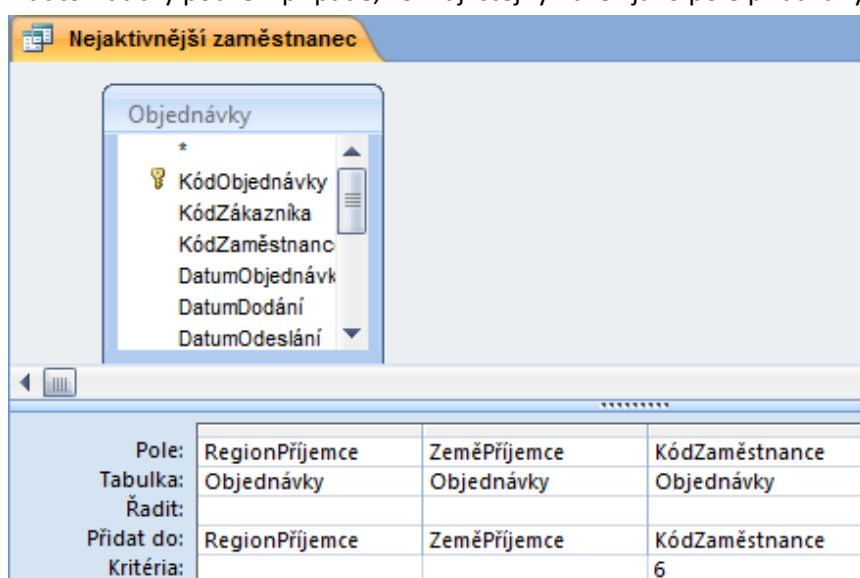 Nejaktivnější zaměstnanec
Objednávky
*
KódObjednávky
KódZákazníka
KódZaměstnanc
DatumObjednávk
DatumDodání
DatumOdeslání
Pole: RegionPříjemce ZeměPříjemce KódZaměstnance
Tabulka: Objednávky Objednávky Objednávky
Řadit:
Přidat do: RegionPříjemce ZeměPříjemce KódZaměstnance
Kritéria: 6